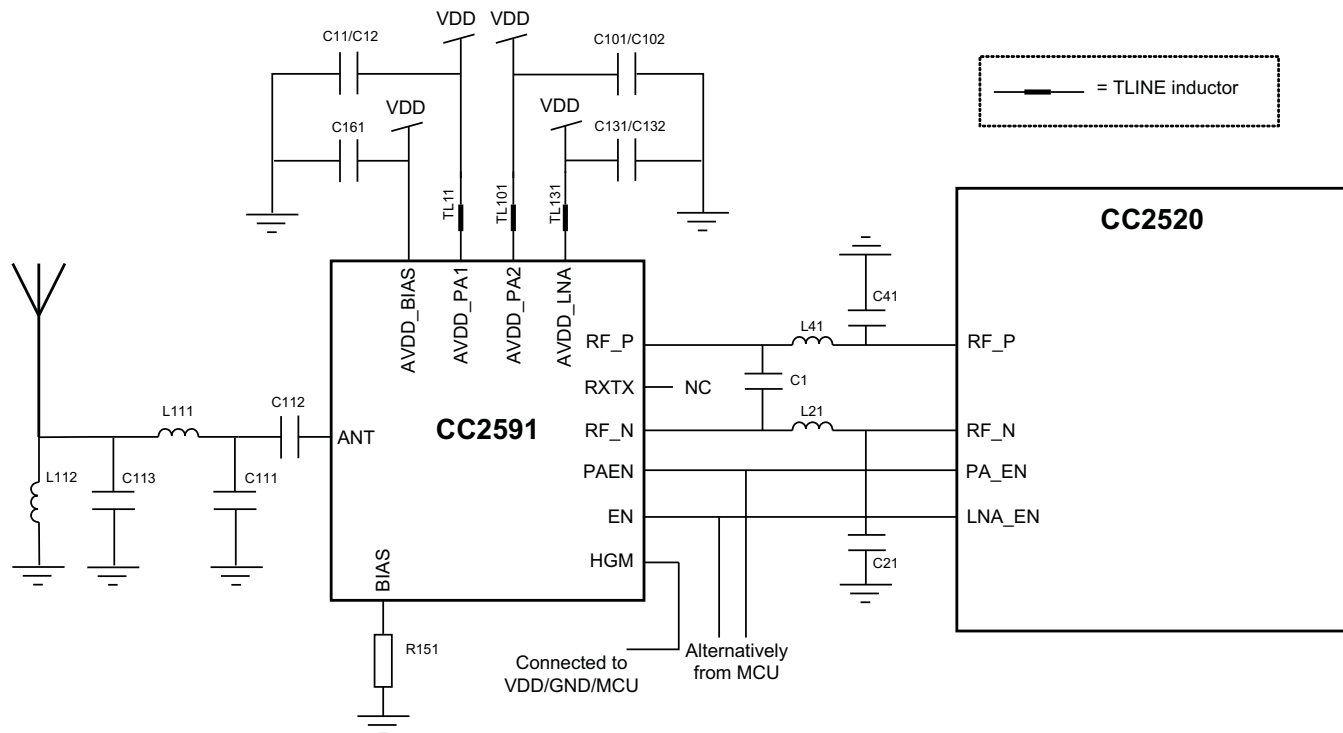 VDD
VDD
C11/C12
C101/C102
= TLINE inductor
VDD
VDD
C161
C131/C132
TL11
TL101
TL131
CC2520
AVDD_BIAS
AVDD_PA1
AVDD_PA2
AVDD_LNA
C41
L41
RF_P
RF_P
RXTX
NC
C1
C112
L111
L21
ANT
CC2591
RF_N
RF_N
L112
C113
C111
PAEN
PA_EN
EN
LNA_EN
HGM
C21
BIAS
R151
Connected to
VDD/GND/MCU
Alternatively
from MCU